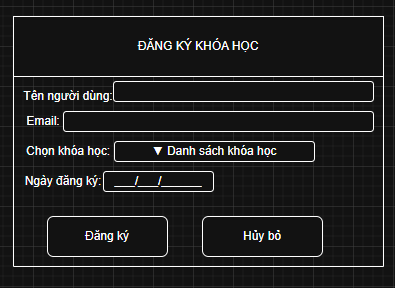 ĐĂNG KÝ KHÓA HỌC
Tên người dùng:
Email:
Chọn khóa học: ▼ Danh sách khóa học
Ngày đăng ký: ___/___/______
Đăng ký Hủy bỏ